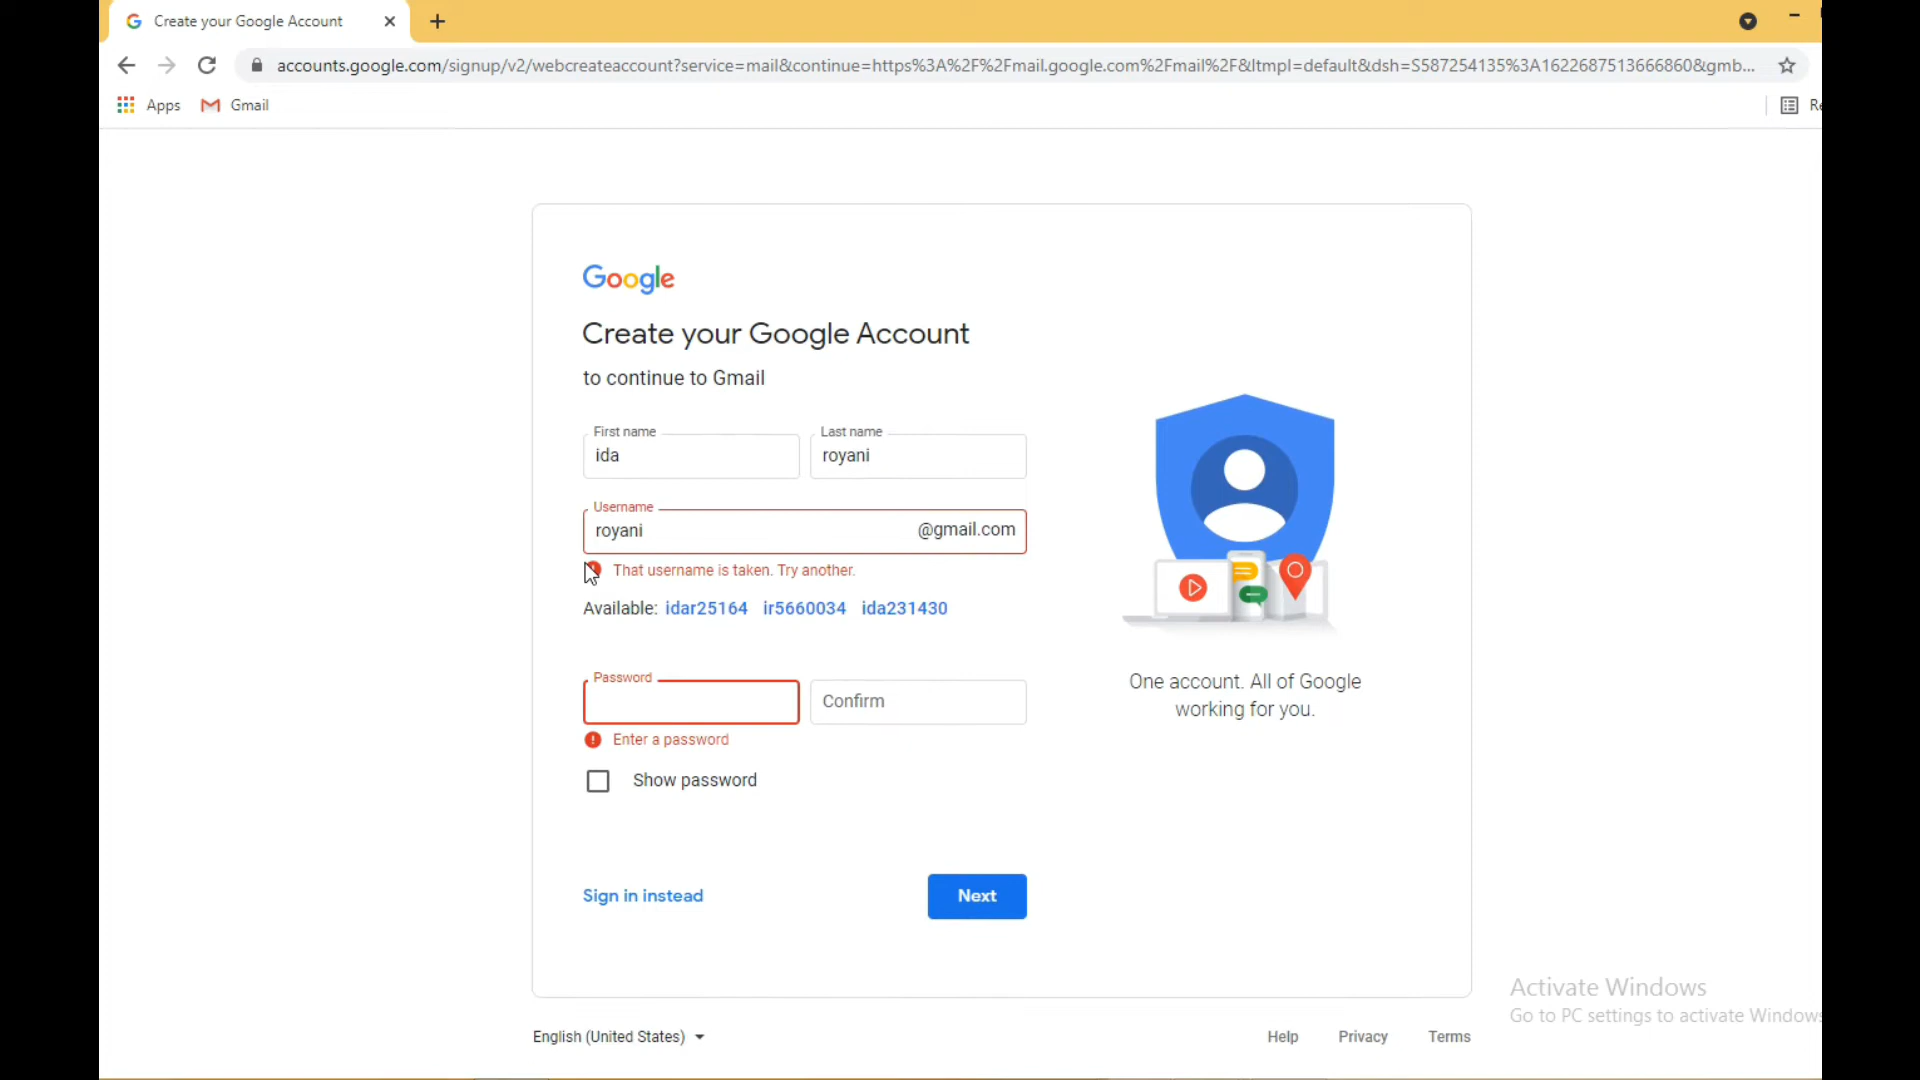 Create your Google Account
accounts.google.com/signup/v2/webcreateaccount?service=mail&continue=https%3A%2F%2Fmail.google.com%2Fmail%2F&ltmpl=default&dsh=S587254135%3A1622687513666860&gmb...
Apps Gmail
Google
Create your Google Account
to continue to Gmail
First name Last name
ida royani
Username
royani @gmail.com
That username is taken. Try another.
Available: idar25164 ir5660034 ida231430
Password
Confirm
Enter a password
Show password
One account. All of Google
working for you.
Sign in instead Next
Activate Windows
Go to PC settings to activate Windows
English (United States) Help Privacy Terms